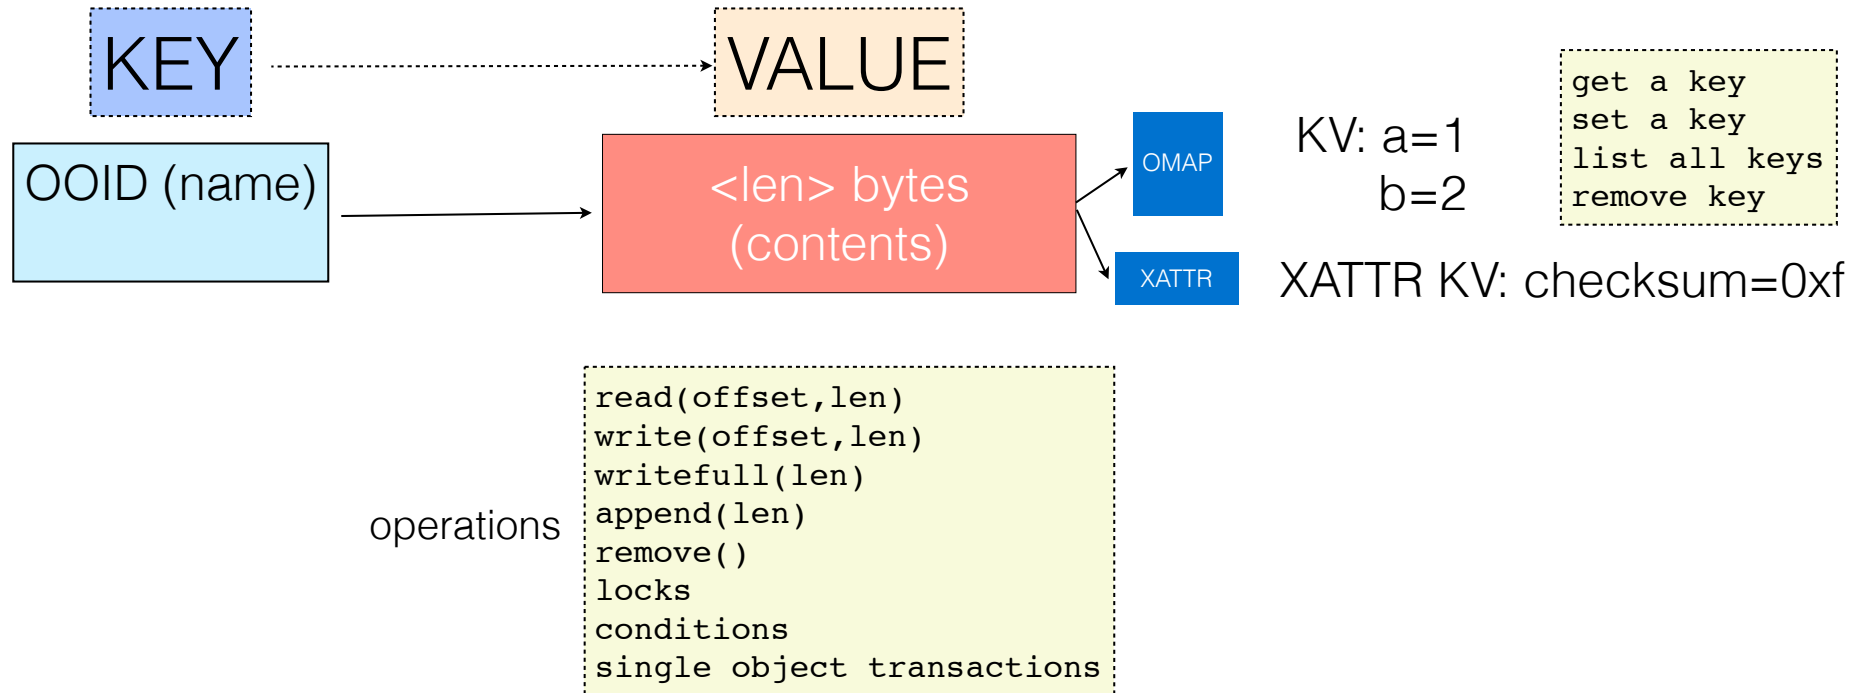 KEY
VALUE
OOID (name)
<len> bytes
(contents)
OMAP
XATTR
KV: a=1
b=2
XATTR KV: checksum=0xf
get a key
set a key
list all keys
remove key
operations
read(offset,len)
write(offset,len)
writefull(len)
append(len)
remove()
locks
conditions
single object transactions